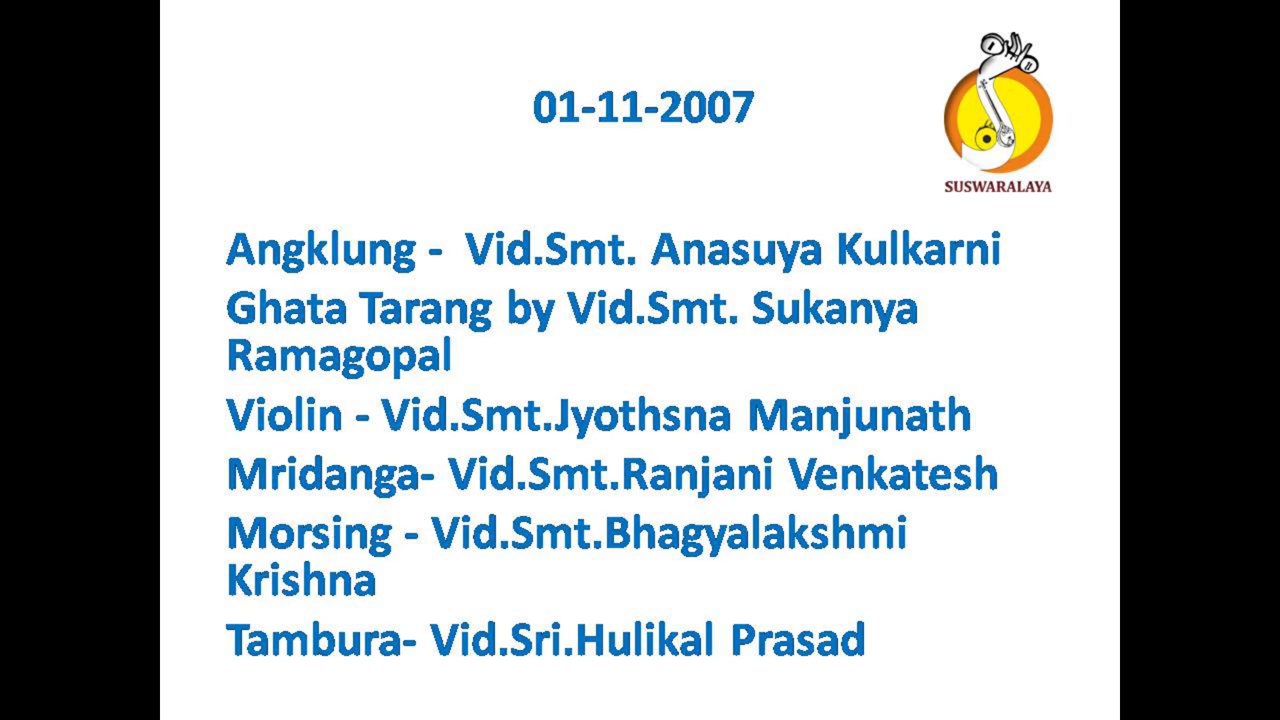 01-11-2007
SUSWARALAYA
Angklung -  Vid.Smt. Anasuya Kulkarni
Ghata Tarang by Vid.Smt. Sukanya
Ramagopal
Violin - Vid.Smt.Jyothsna Manjunath
Mridanga- Vid.Smt.Ranjani Venkatesh
Morsing - Vid.Smt.Bhagyalakshmi
Krishna
Tambura- Vid.Sri.Hulikal Prasad